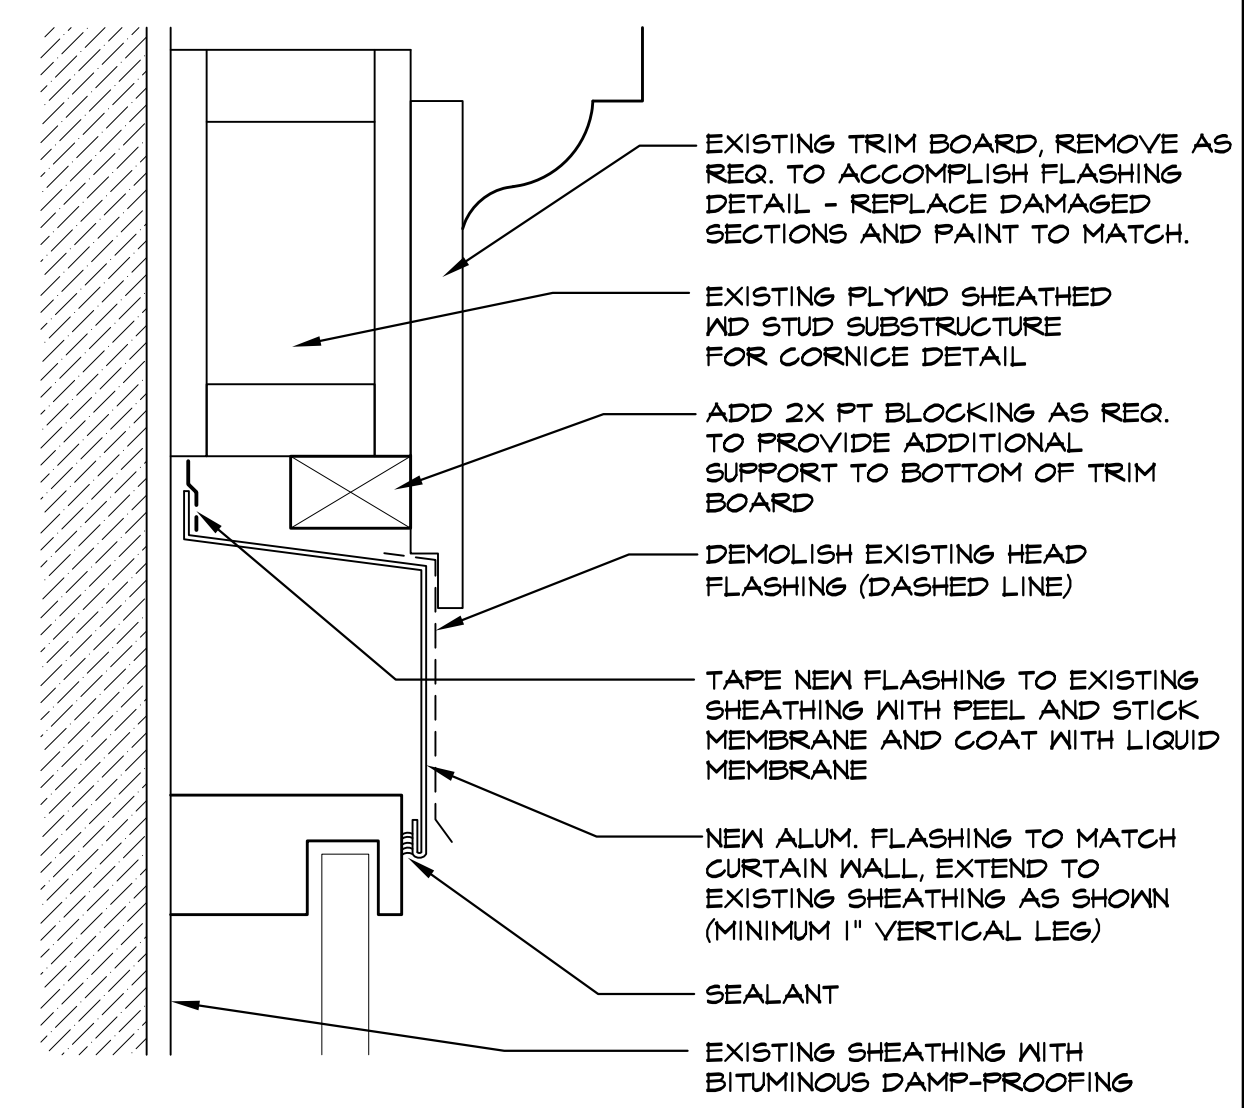 EXISTING TRIM BOARD, REMOVE AS
REQ. TO ACCOMPLISH FLASHING
DETAIL - REPLACE DAMAGED
SECTIONS AND PAINT TO MATCH.
EXISTING PLYWD SHEATHED
WD STUD SUBSTRUCTURE
FOR CORNICE DETAIL
ADD 2X PT BLOCKING AS REQ.
TO PROVIDE ADDITIONAL
SUPPORT TO BOTTOM OF TRIM
BOARD
DEMOLISH EXISTING HEAD
FLASHING (DASHED LINE)
TAPE NEW FLASHING TO EXISTING
SHEATHING WITH PEEL AND STICK
MEMBRANE AND COAT WITH LIQUID
MEMBRANE
NEW ALUM. FLASHING TO MATCH
CURTAIN WALL, EXTEND TO
EXISTING SHEATHING AS SHOWN
(MINIMUM 1" VERTICAL LEG)
SEALANT
EXISTING SHEATHING WITH
BITUMINOUS DAMP-PROOFING